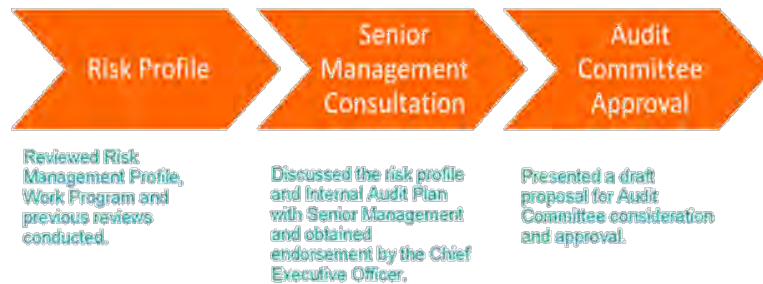 Risk Profile
Senior
Management
Consultation
Audit
Committee
Approval
Reviewed Risk
Management Profile,
Work Program and
previous reviews
conducted.
Discussed the risk profile
and Internal Audit Plan
with Senior Management
and obtained
endorsement by the Chief
Executive Officer.
Presented a draft
proposal for Audit
Committee consideration
and approval.